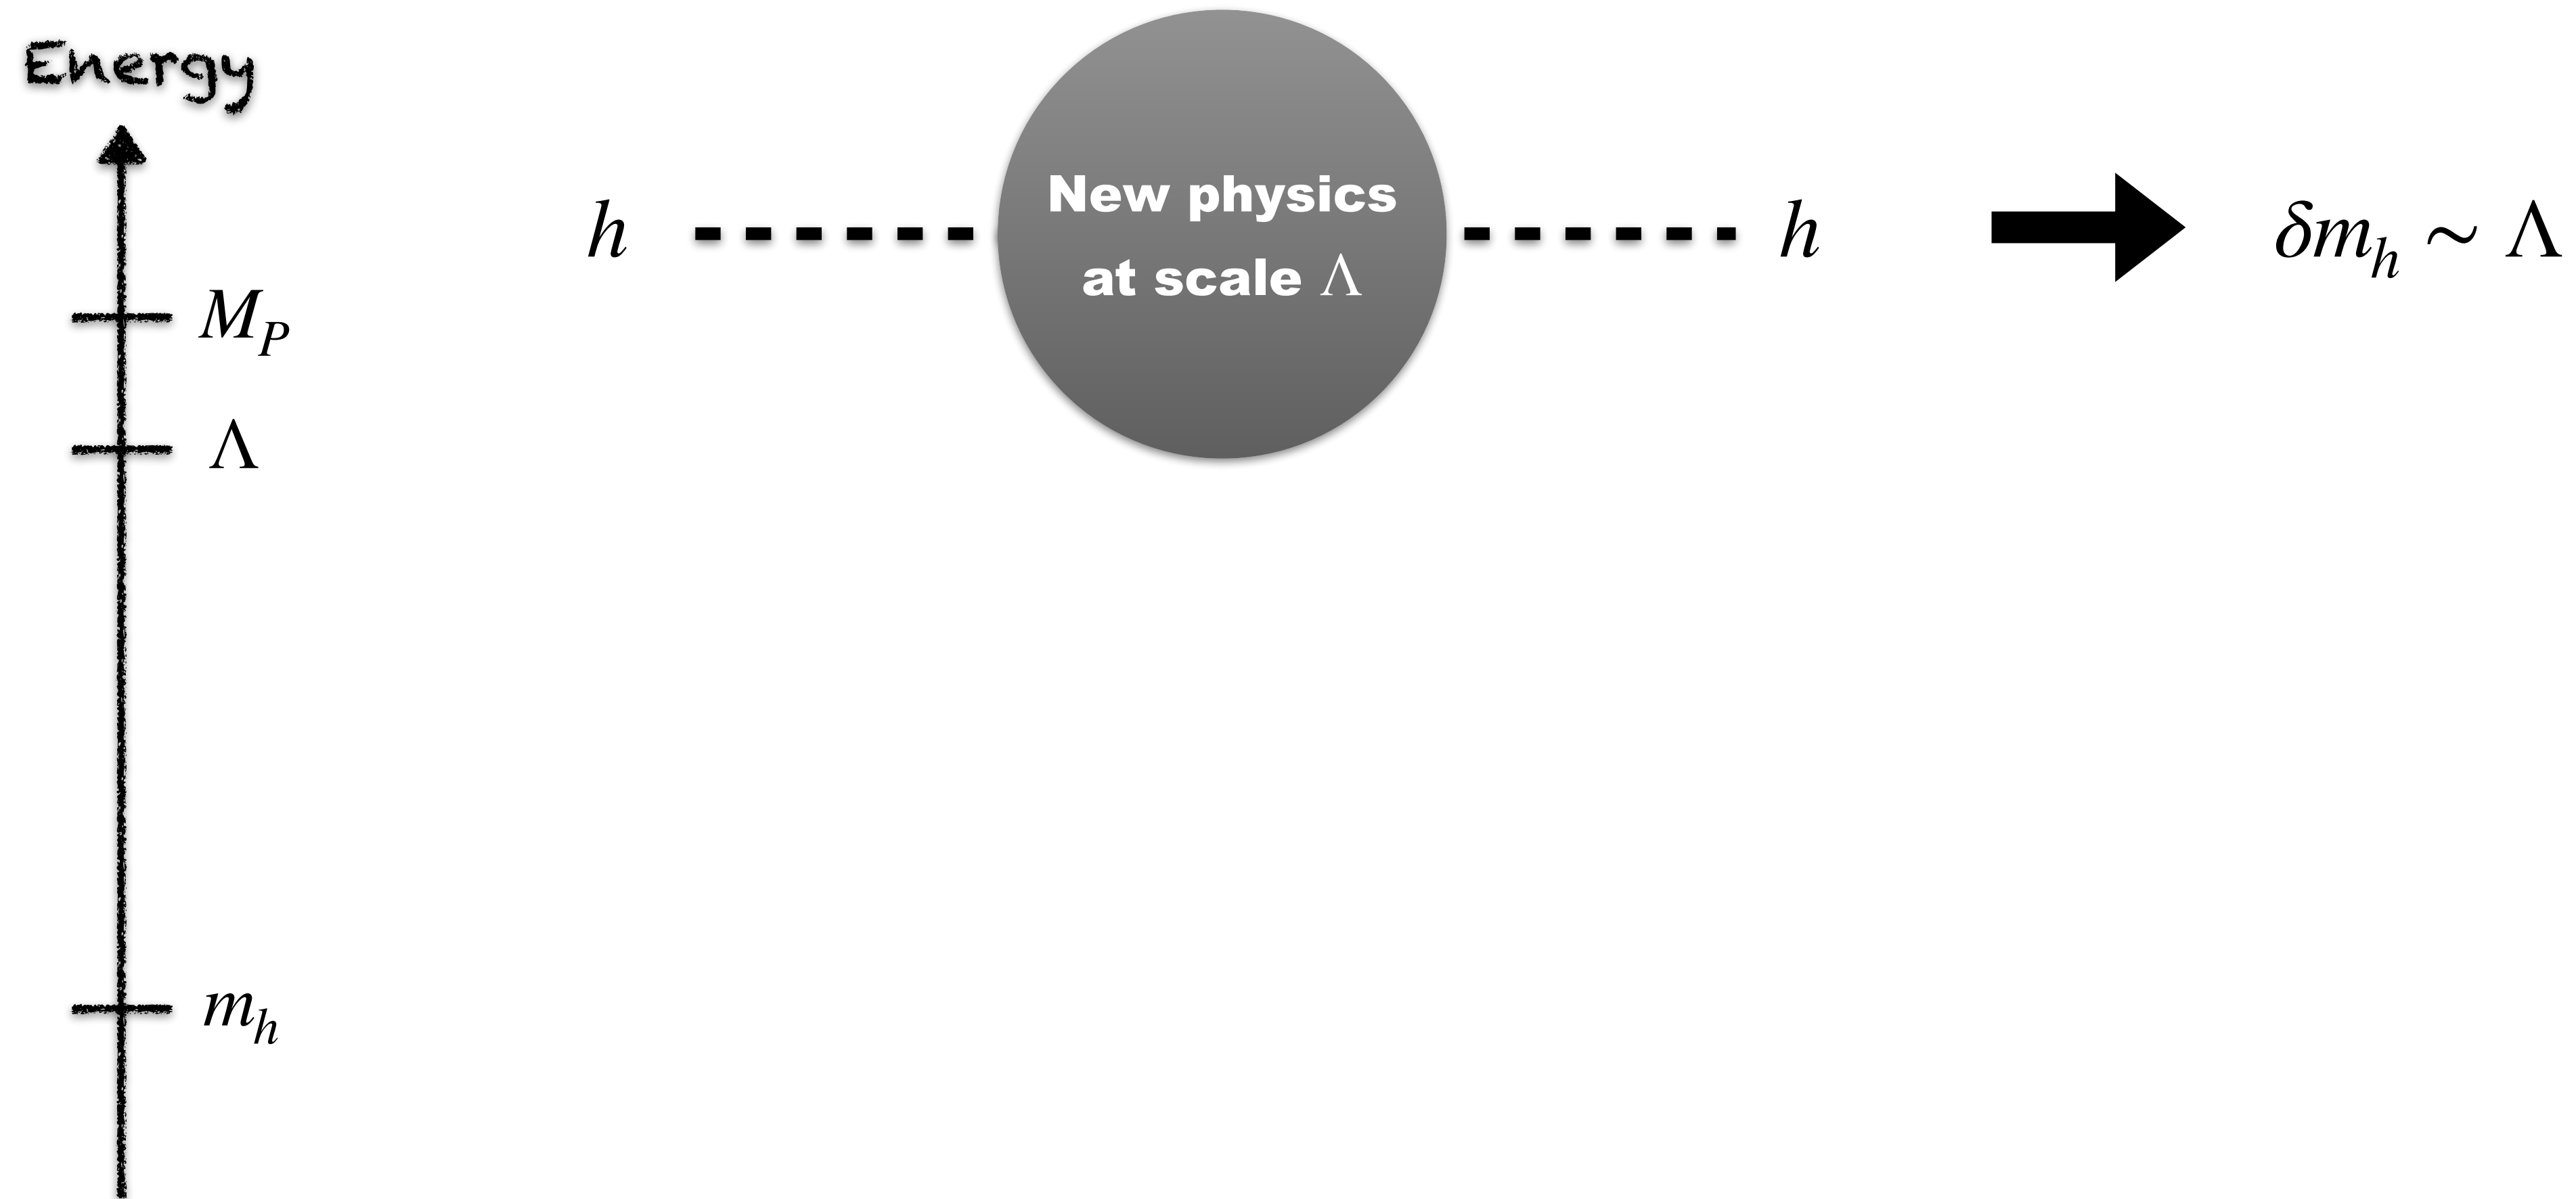 Energy
M_P
Λ
m_h
h
New physics
at scale Λ
h
δm_h ~ Λ